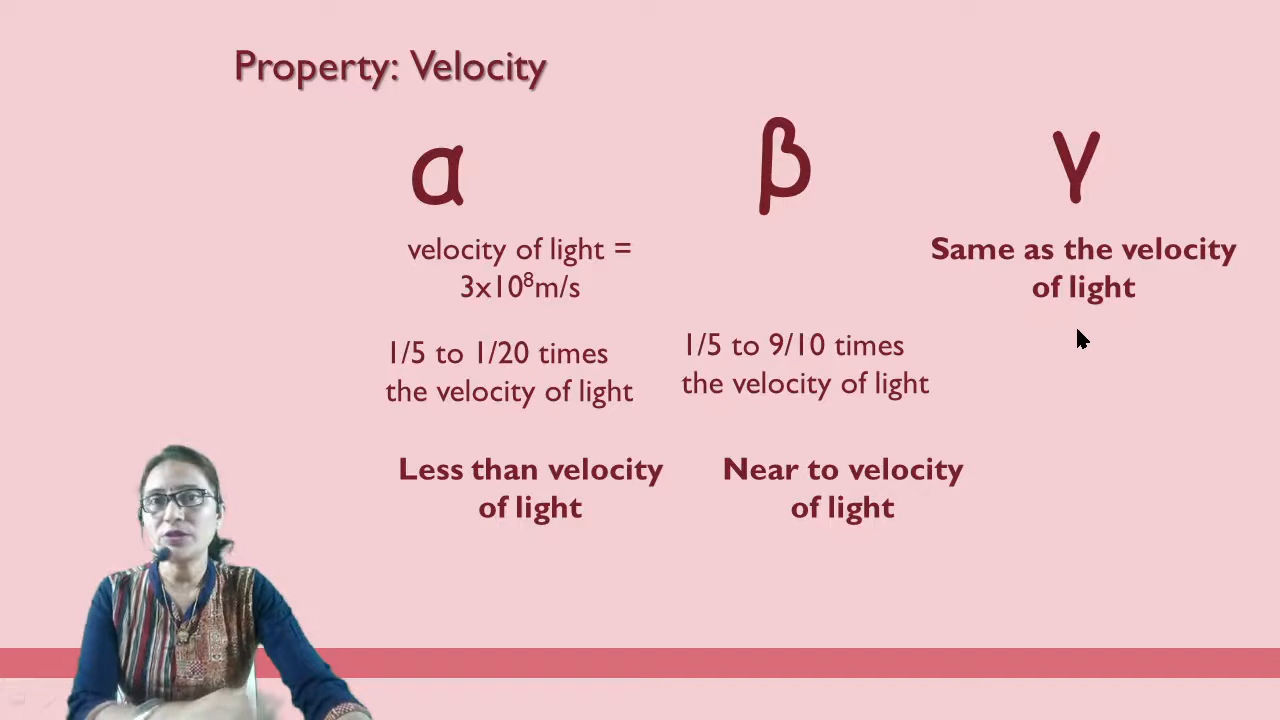 Property: Velocity
α
β
γ
velocity of light =
3x10⁸m/s
1/5 to 1/20 times
the velocity of light
Less than velocity
of light
1/5 to 9/10 times
the velocity of light
Near to velocity
of light
Same as the velocity
of light